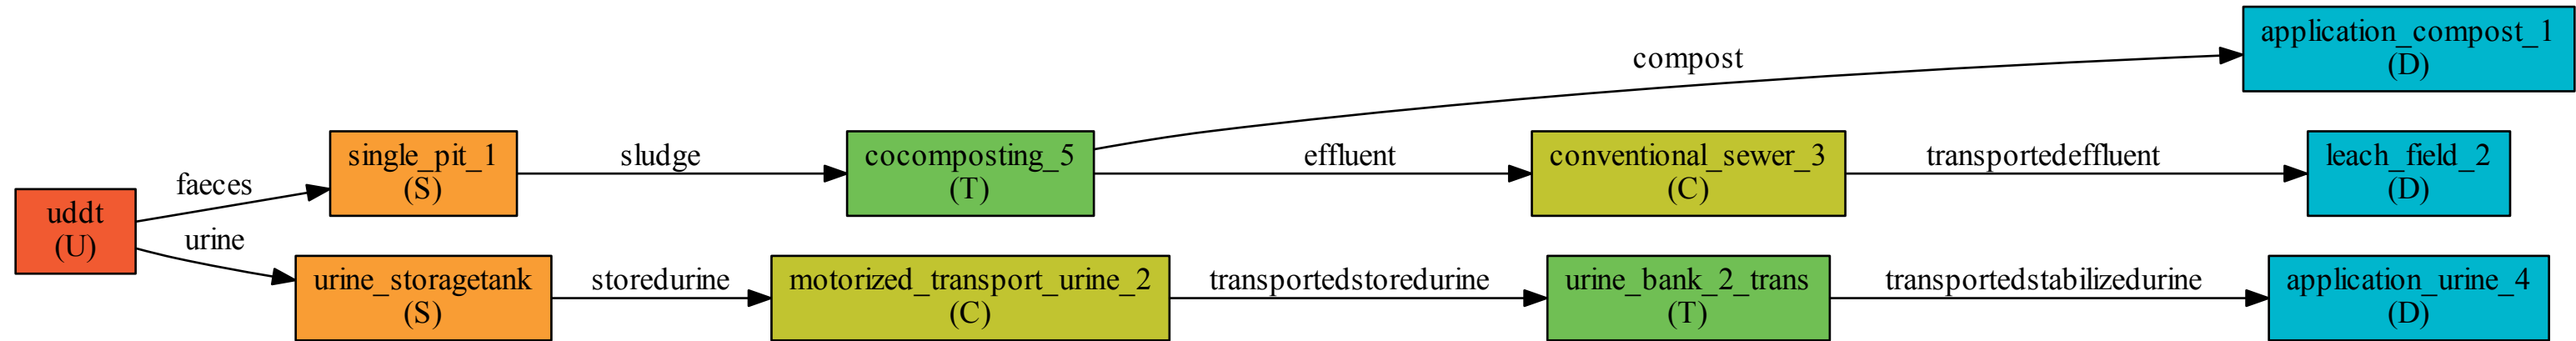 compost
application_compost_1
(D)
uddt
(U)
faeces
urine
single_pit_1
(S)
sludge
cocomposting_5
(T)
effluent
conventional_sewer_3
(C)
transportedeffluent
leach_field_2
(D)
urine_storagetank
(S)
storedurine
motorized_transport_urine_2
(C)
transportedstoredurine
urine_bank_2_trans
(T)
transportedstabilizedurine
application_urine_4
(D)